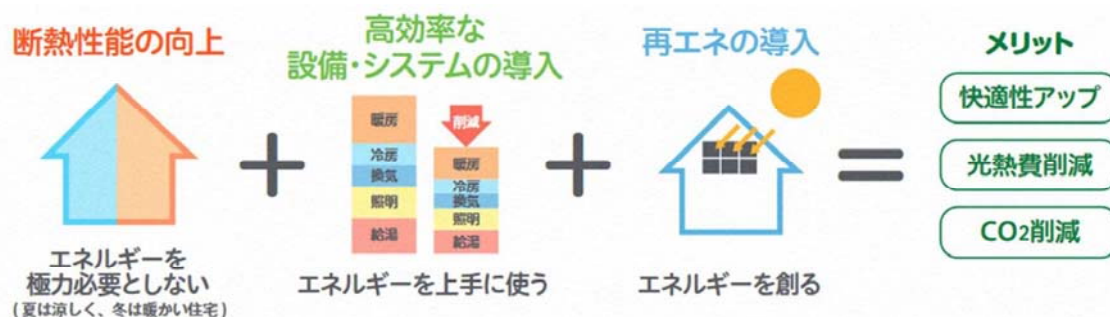 断熱性能の向上
エネルギーを
極力必要としない
(夏は涼しく、冬は暖かい住宅)
高効率な
設備・システムの導入
暖房
冷房
換気
照明
給湯
削減
暖房
冷房
換気
照明
給湯
エネルギーを上手に使う
再エネの導入
エネルギーを創る
メリット
快適性アップ
光熱費削減
CO2削減